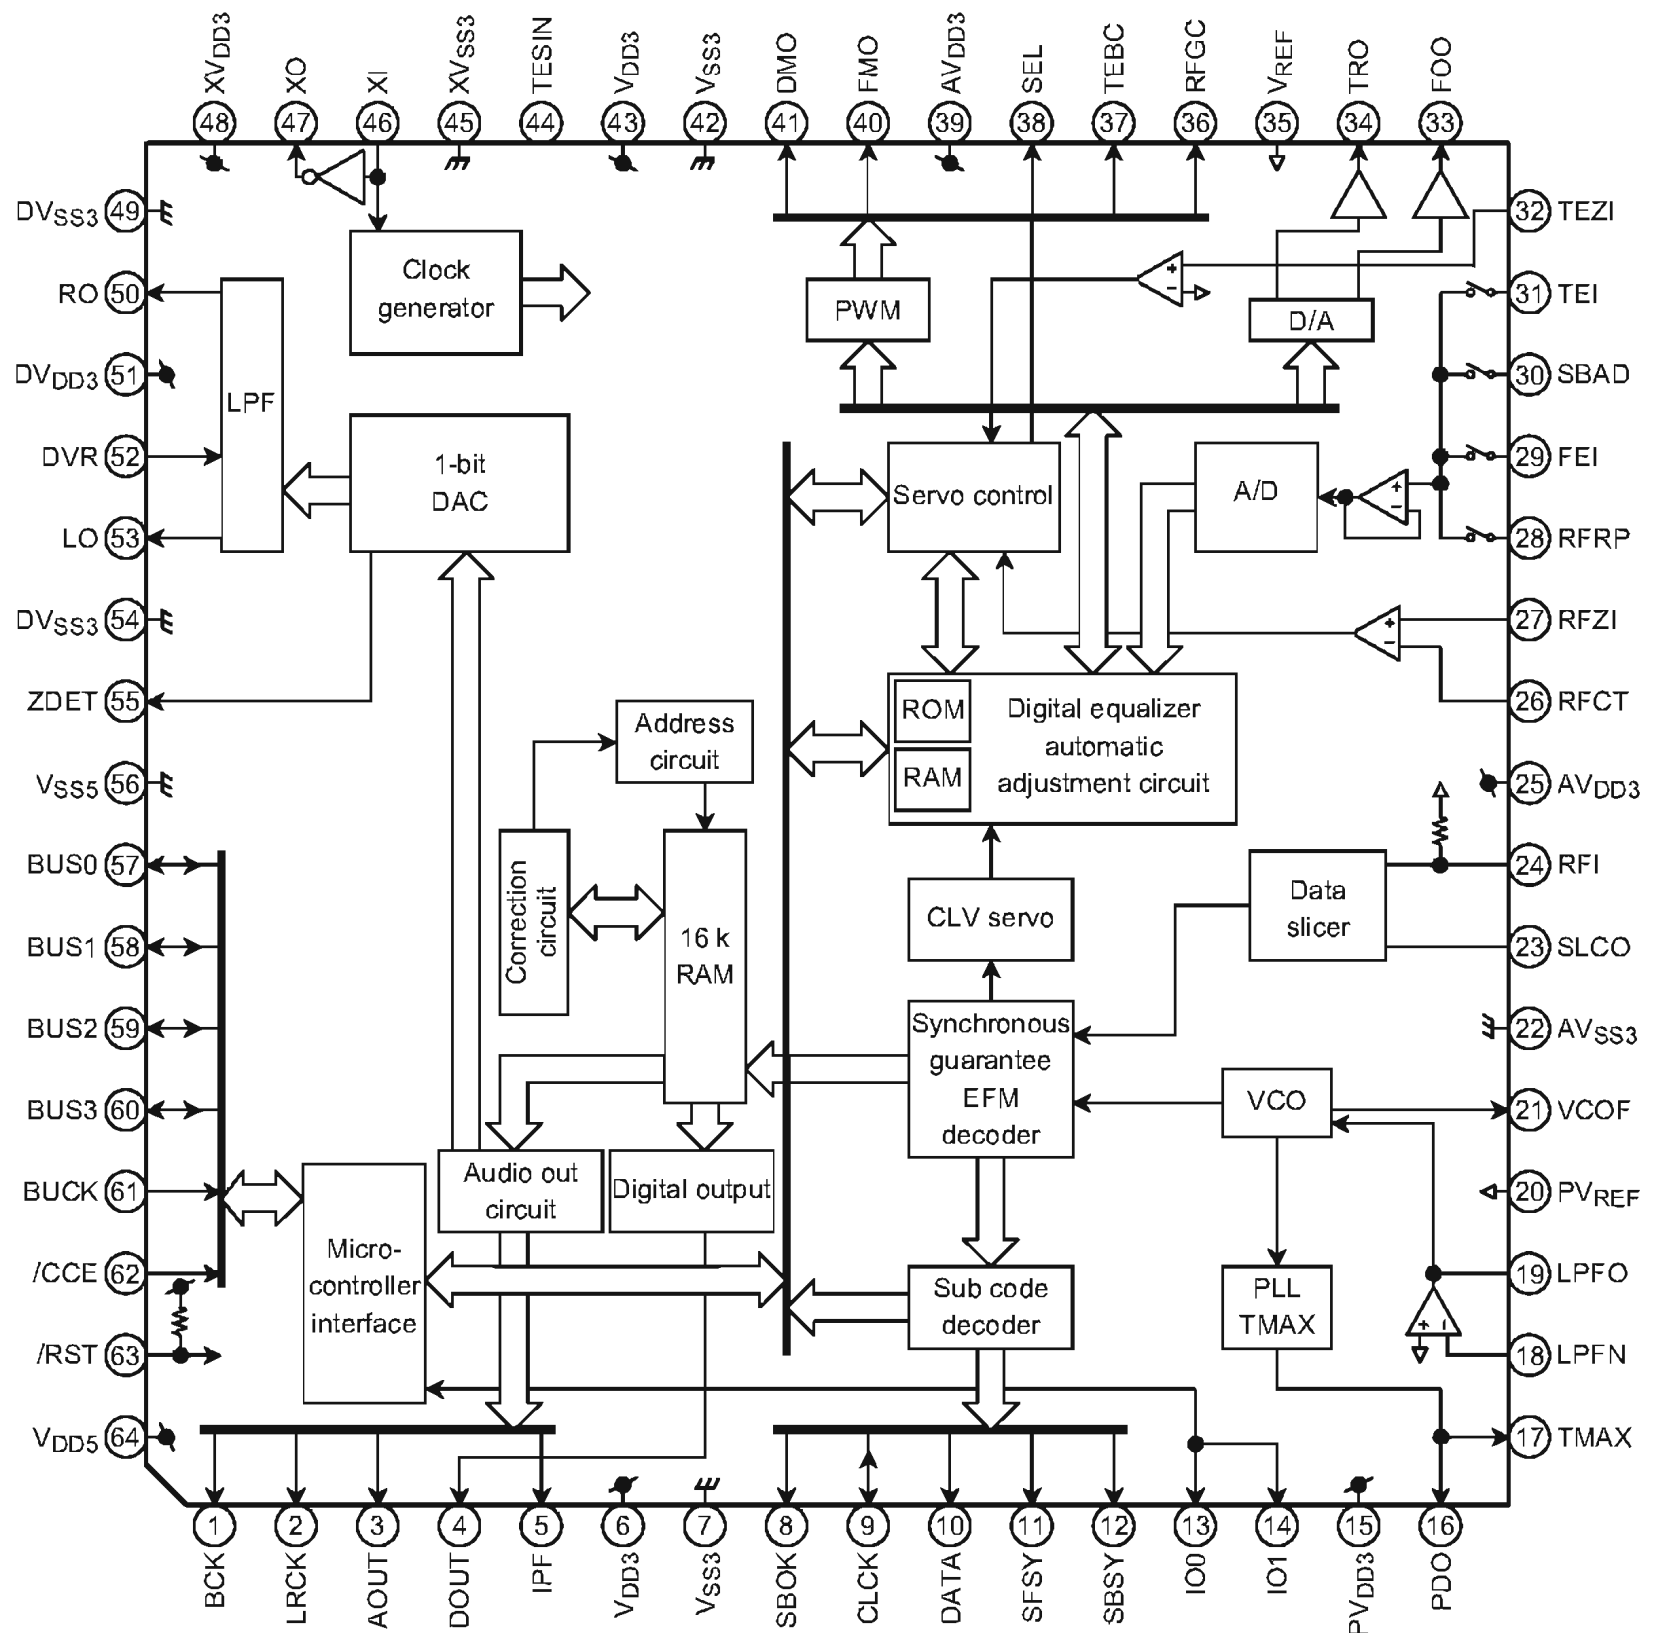 XVDD3
XO
XI
XVSS3
TESIN
VDD3
VSS3
DMO
FMO
AVDD3
SEL
TEBC
RFGC
VREF
TRO
FOO
48
47
46
45
44
43
42
41
40
39
38
37
36
35
34
33
DVSS3 49
RO 50
DVDD3 51
DVR 52
LO 53
DVSS3 54
ZDET 55
VSS5 56
BUS0 57
BUS1 58
BUS2 59
BUS3 60
BUCK 61
/CCE 62
/RST 63
VDD5 64
Clock
generator
LPF
1-bit
DAC
PWM
+
-
D/A
Servo control
A/D
+
-
+
-
ROM
RAM
Digital equalizer
automatic
adjustment circuit
Address
circuit
Correction
circuit
16 k
RAM
CLV servo
Data
slicer
Synchronous
guarantee
EFM
decoder
VCO
Audio out
circuit
Digital output
Micro-
controller
interface
Sub code
decoder
PLL
TMAX
+ -
32 TEZI
31 TEI
30 SBAD
29 FEI
28 RFRP
27 RFZI
26 RFCT
25 AVDD3
24 RFI
23 SLCO
22 AVSS3
21 VCOF
20 PVREF
19 LPFO
18 LPFN
17 TMAX
1
2
3
4
5
6
7
8
9
10
11
12
13
14
15
16
BCK
LRCK
AOUT
DOUT
IPF
VDD3
VSS3
SBOK
CLCK
DATA
SFSY
SBSY
IO0
IO1
PVDD3
PDO